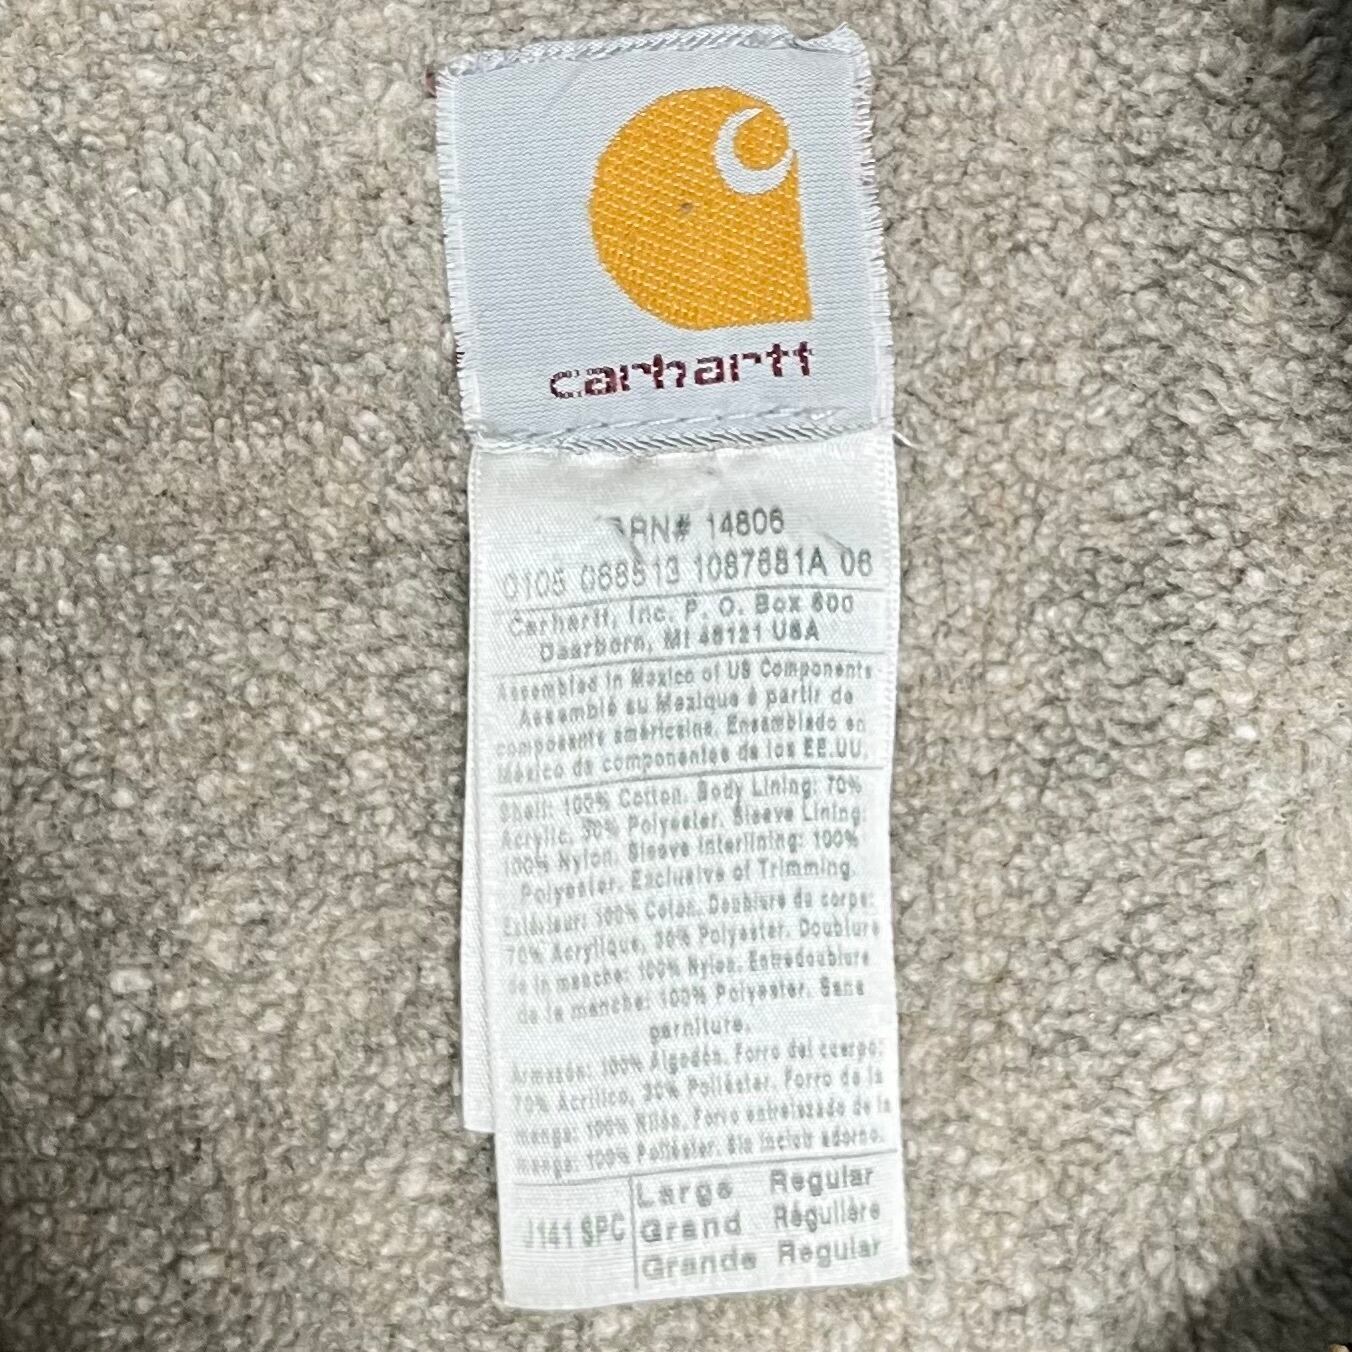 carhartt
RN# 14806
0105 068513 1087881A 06
Carhartt, Inc. P. O. Box 600
Dearborn, MI 48121 USA
Assembled in Mexico of US Components
Assemblé au Mexique à partir de
composants américains. Ensamblado en
México de componentes de los EE.UU.
Shell: 100% Cotton. Body Lining: 70%
Acrylic, 30% Polyester. Sleeve Lining:
100% Nylon. Sleeve Interlining: 100%
Polyester. Exclusive of Trimming.
Extérieur: 100% Coton. Doublure du corps:
70% Acrylique, 30% Polyester. Doublure
de la manche: 100% Nylon. Entredoublure
de la manche: 100% Polyester. Sans
garniture.
Armazón: 100% Algodón. Forro del cuerpo:
70% Acrílico, 30% Poliéster. Forro de la
manga: 100% Nilón. Forro entrelazado de la
manga: 100% Poliéster. Sin incluir adorno.
J141 SPC
Large Regular
Grand Régulière
Grande Regular